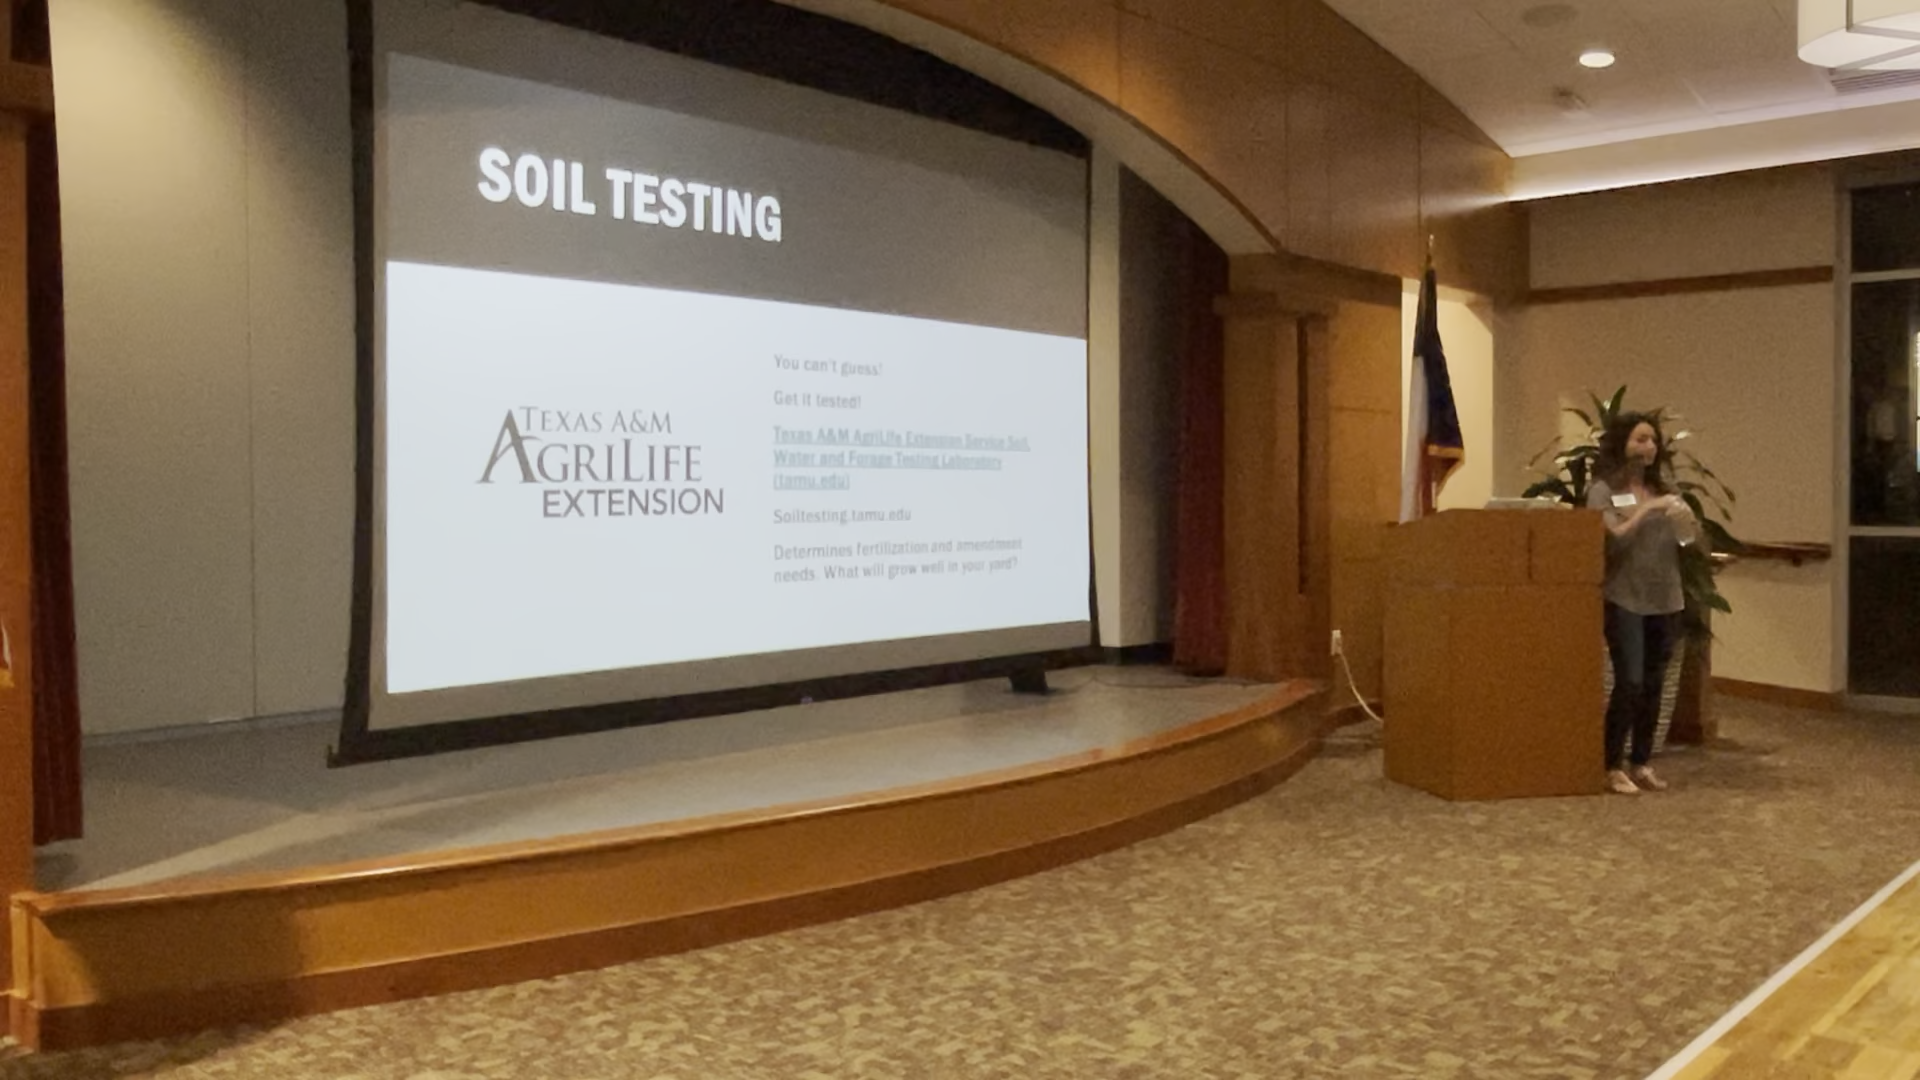 SOIL TESTING
TEXAS A&M
AGRILIFE
EXTENSION
You can't guess!
Get it tested!
Texas A&M AgriLife Extension Service Soil,
Water and Forage Testing Laboratory
(tamu.edu)
Soiltesting.tamu.edu
Determines fertilization and amendment
needs. What will grow well in your yard?